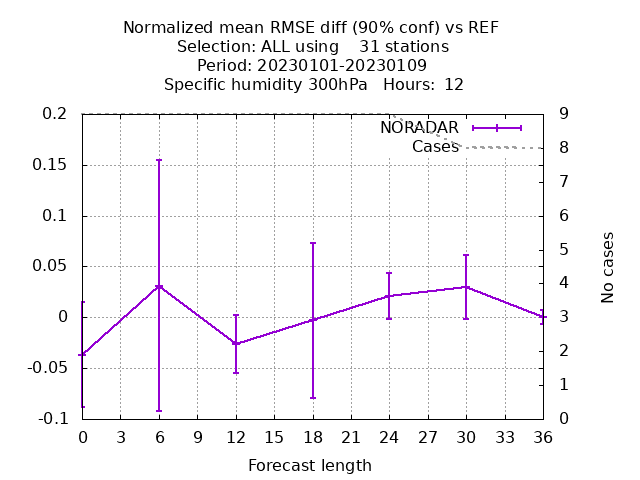 Normalized mean RMSE diff (90% conf) vs REF
Selection: ALL using    31 stations
Period: 20230101-20230109
Specific humidity 300hPa   Hours:  12
0.2
0.15
0.1
0.05
0
-0.05
-0.1
9
8
7
6
5
4
3
2
1
0
NORADAR
Cases
No cases
0 3 6 9 12 15 18 21 24 27 30 33 36
Forecast length